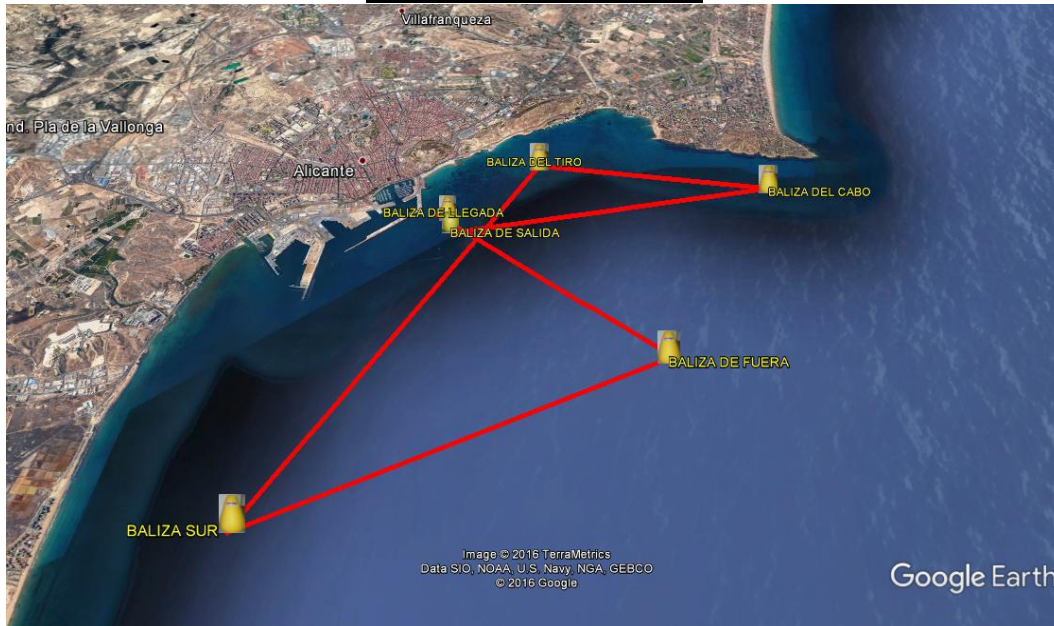 Villafranqueza
nd. Pla de la Vallonga
Alicante
BALIZA DEL TIRO
BALIZA DEL CABO
BALIZA DE LLEGADA
BALIZA DE SALIDA
BALIZA DE FUERA
BALIZA SUR
Image © 2016 TerraMetrics
Data SIO, NOAA, U.S. Navy, NGA, GEBCO
© 2016 Google
Google Earth